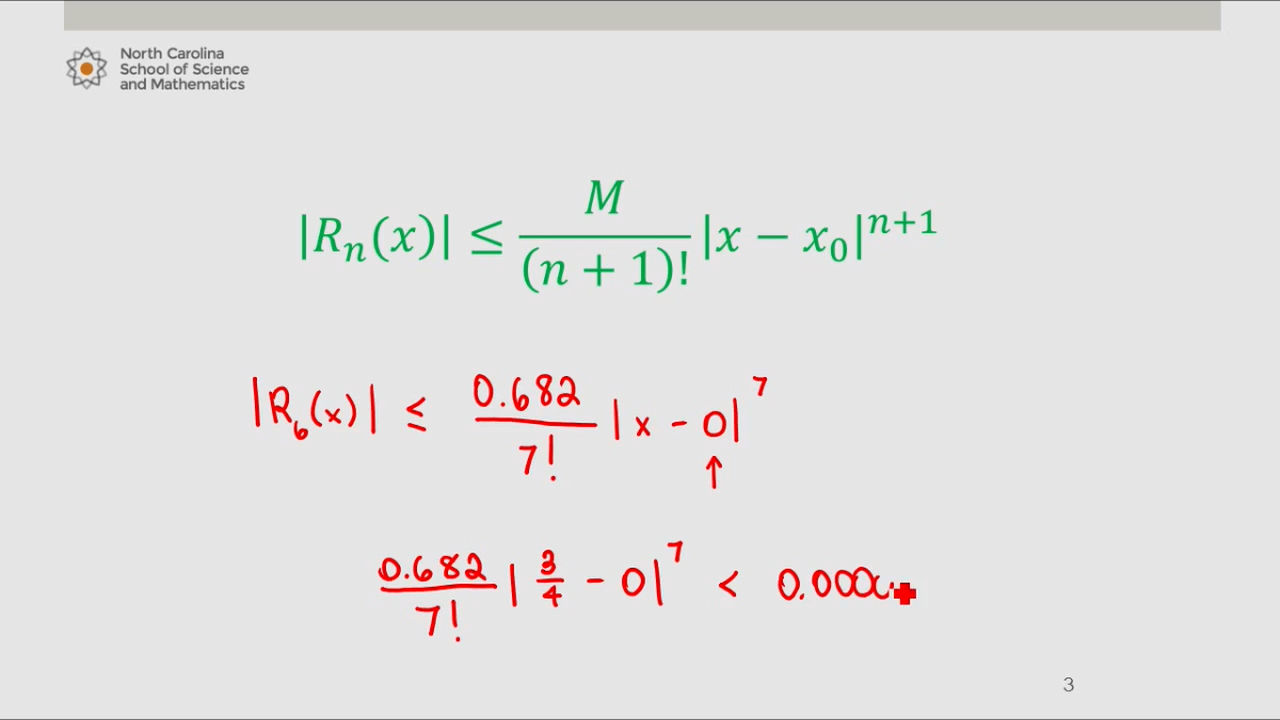 North Carolina
School of Science
and Mathematics
|Rₙ(x)| ≤ M/(n + 1)! |x − x₀|ⁿ⁺¹
|R₆(x)| ≤ 0.682/7! |x − 0|⁷
↑
0.682/7! |3/4 − 0|⁷ < 0.000
3